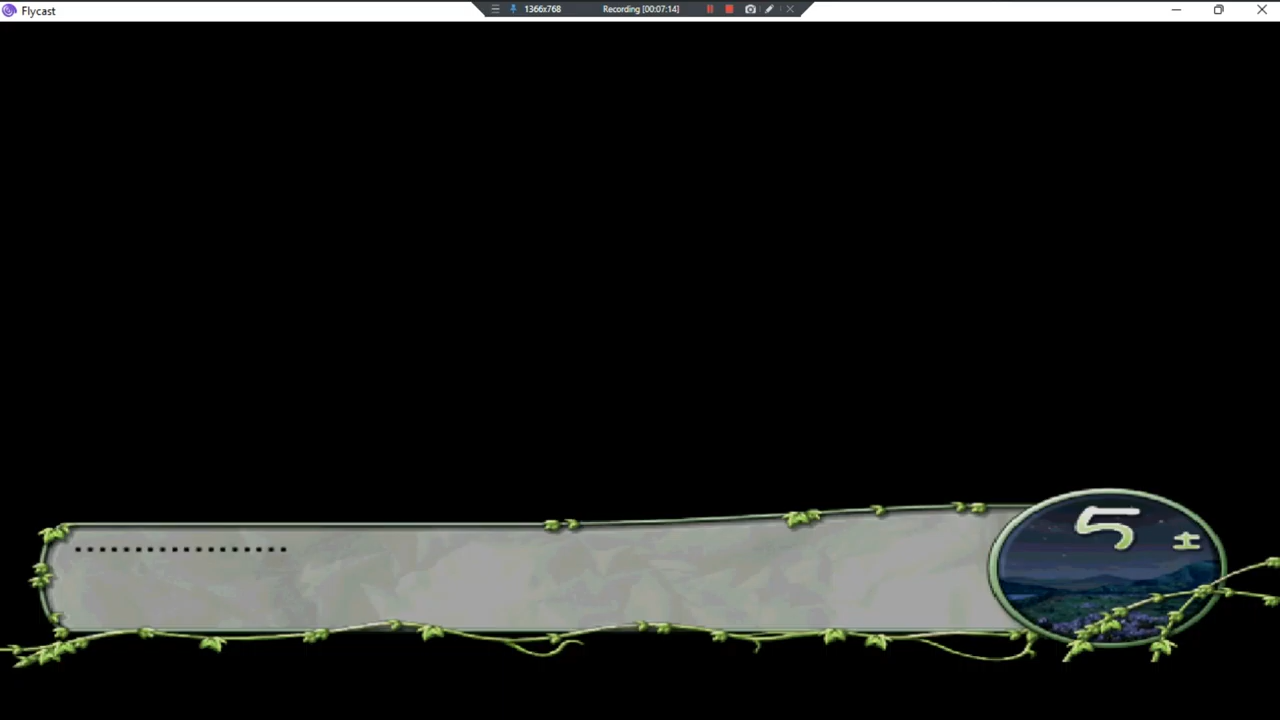 Flycast
1366x768
Recording [00:07:14]
..................
5
土